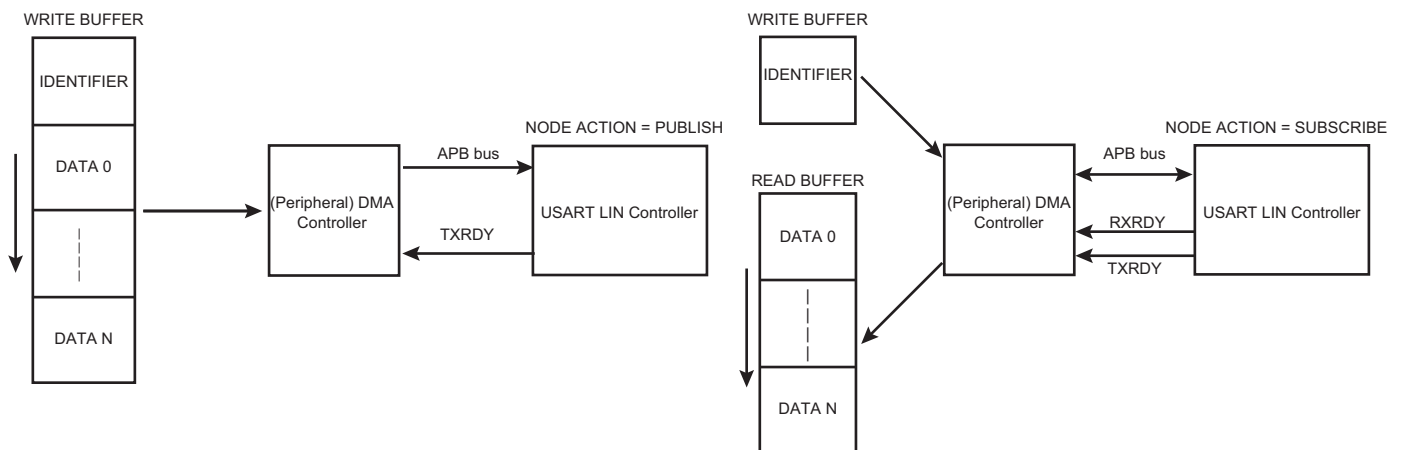 WRITE BUFFER
IDENTIFIER
DATA 0
DATA N
(Peripheral) DMA
Controller
APB bus
TXRDY
NODE ACTION = PUBLISH
USART LIN Controller
WRITE BUFFER
IDENTIFIER
READ BUFFER
DATA 0
DATA N
(Peripheral) DMA
Controller
APB bus
RXRDY
TXRDY
NODE ACTION = SUBSCRIBE
USART LIN Controller